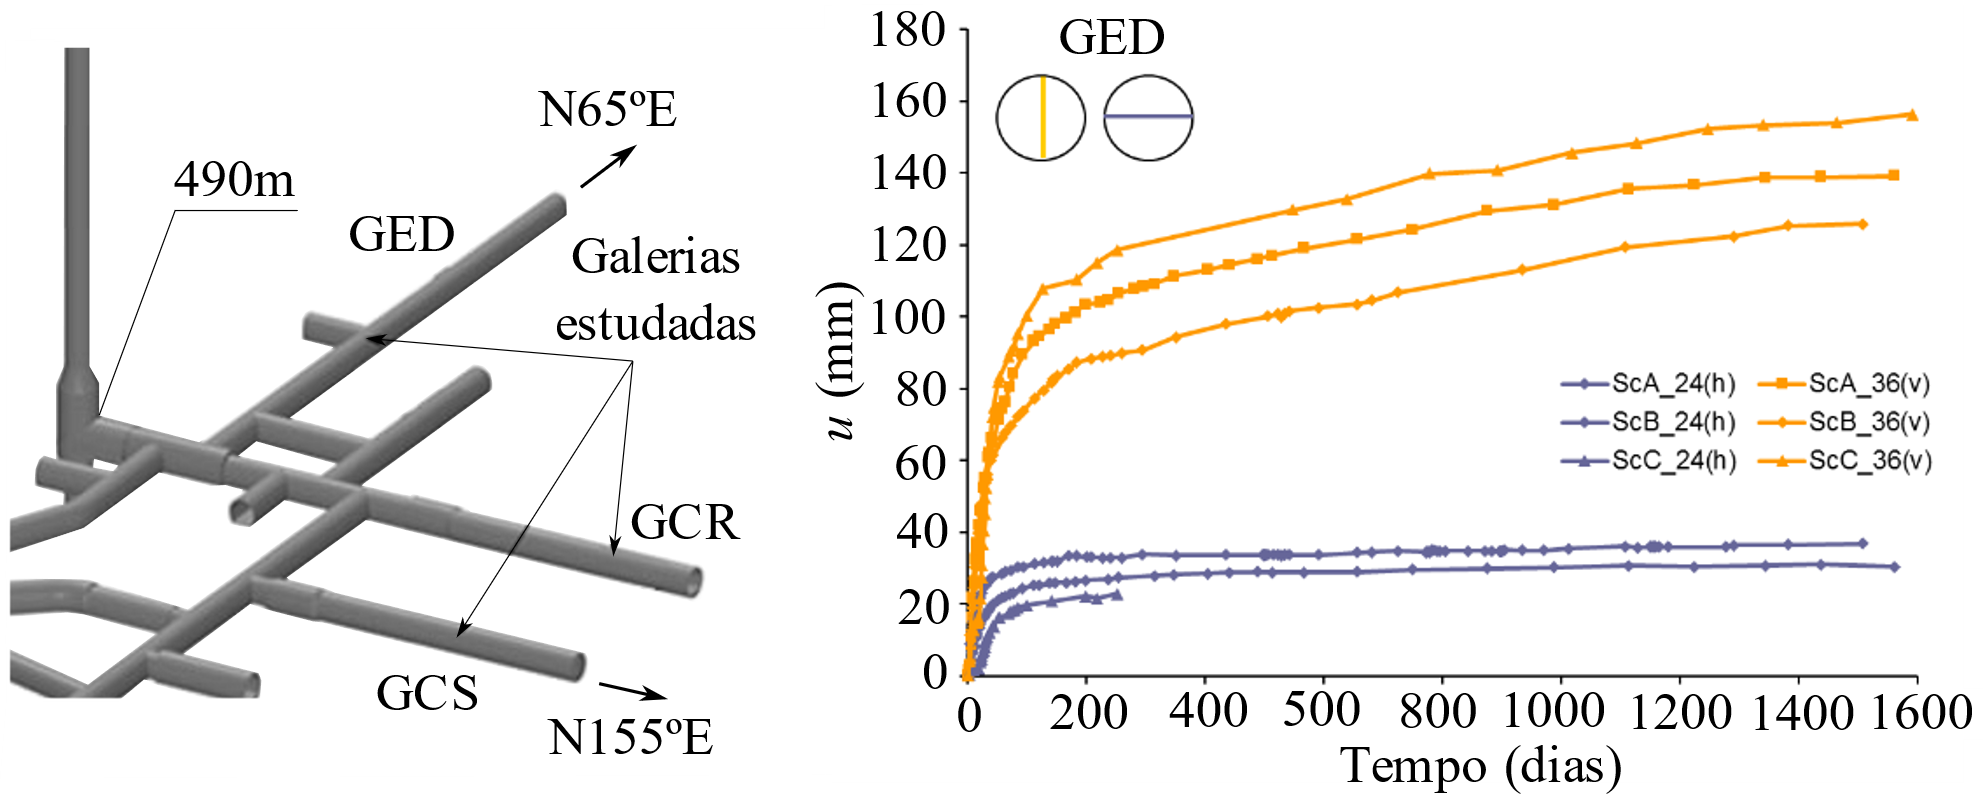 N65ºE
490m
GED
Galerias
estudadas
GCR
GCS
N155ºE
GED
u (mm)
180
160
140
120
100
80
60
40
20
0
ScA_24(h)
ScA_36(v)
ScB_24(h)
ScB_36(v)
ScC_24(h)
ScC_36(v)
0 200 400 500 800 1000 1200 1400 1600
Tempo (dias)